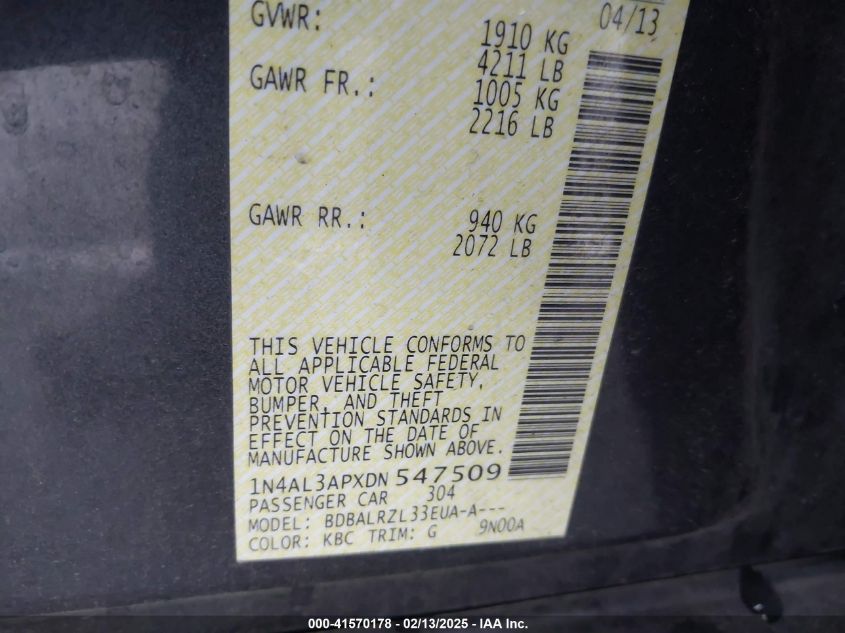 04/13
GVWR: 1910 KG
4211 LB
GAWR FR.: 1005 KG
2216 LB
GAWR RR.: 940 KG
2072 LB
THIS VEHICLE CONFORMS TO
ALL APPLICABLE FEDERAL
MOTOR VEHICLE SAFETY,
BUMPER, AND THEFT
PREVENTION STANDARDS IN
EFFECT ON THE DATE OF
MANUFACTURE SHOWN ABOVE.
1N4AL3APXDN 547509
PASSENGER CAR 304
MODEL: BDBALRZL33EUA-A---
COLOR: KBC TRIM: G 9N00A
000-41570178 - 02/13/2025 - IAA Inc.